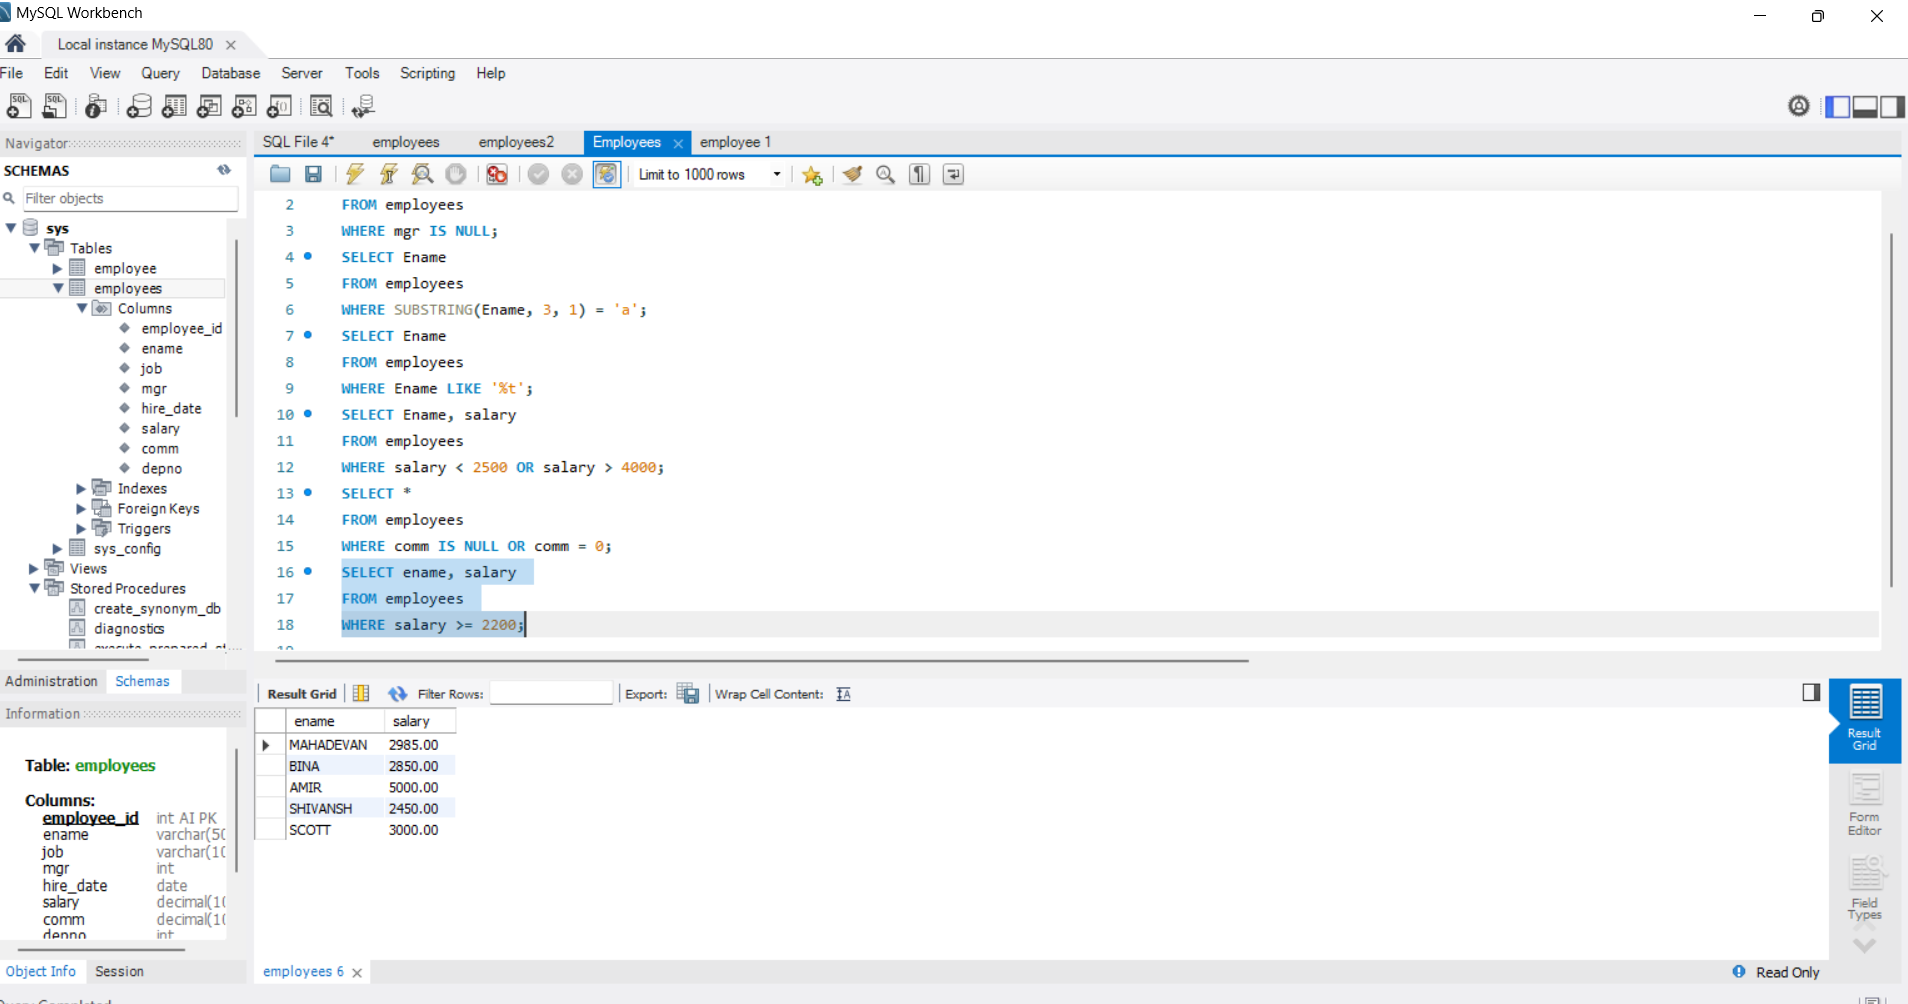 MySQL Workbench
Local instance MySQL80
File Edit View Query Database Server Tools Scripting Help
Navigator
SCHEMAS
Filter objects
sys
Tables
employee
employees
Columns
employee_id
ename
job
mgr
hire_date
salary
comm
depno
Indexes
Foreign Keys
Triggers
sys_config
Views
Stored Procedures
create_synonym_db
diagnostics
Administration Schemas
Information
Table: employees
Columns:
employee_id int AI PK
ename varchar(50
job varchar(10
mgr int
hire_date date
salary decimal(10
comm decimal(10
depno int
Object Info Session
SQL File 4* employees employees2 Employees employee 1
Limit to 1000 rows
2 FROM employees
3 WHERE mgr IS NULL;
4 SELECT Ename
5 FROM employees
6 WHERE SUBSTRING(Ename, 3, 1) = 'a';
7 SELECT Ename
8 FROM employees
9 WHERE Ename LIKE '%t';
10 SELECT Ename, salary
11 FROM employees
12 WHERE salary < 2500 OR salary > 4000;
13 SELECT *
14 FROM employees
15 WHERE comm IS NULL OR comm = 0;
16 SELECT ename, salary
17 FROM employees
18 WHERE salary >= 2200;
Result Grid Filter Rows: Export: Wrap Cell Content:
ename salary
MAHADEVAN 2985.00
BINA 2850.00
AMIR 5000.00
SHIVANSH 2450.00
SCOTT 3000.00
Result
Grid
Form
Editor
Field
Types
employees 6
Read Only